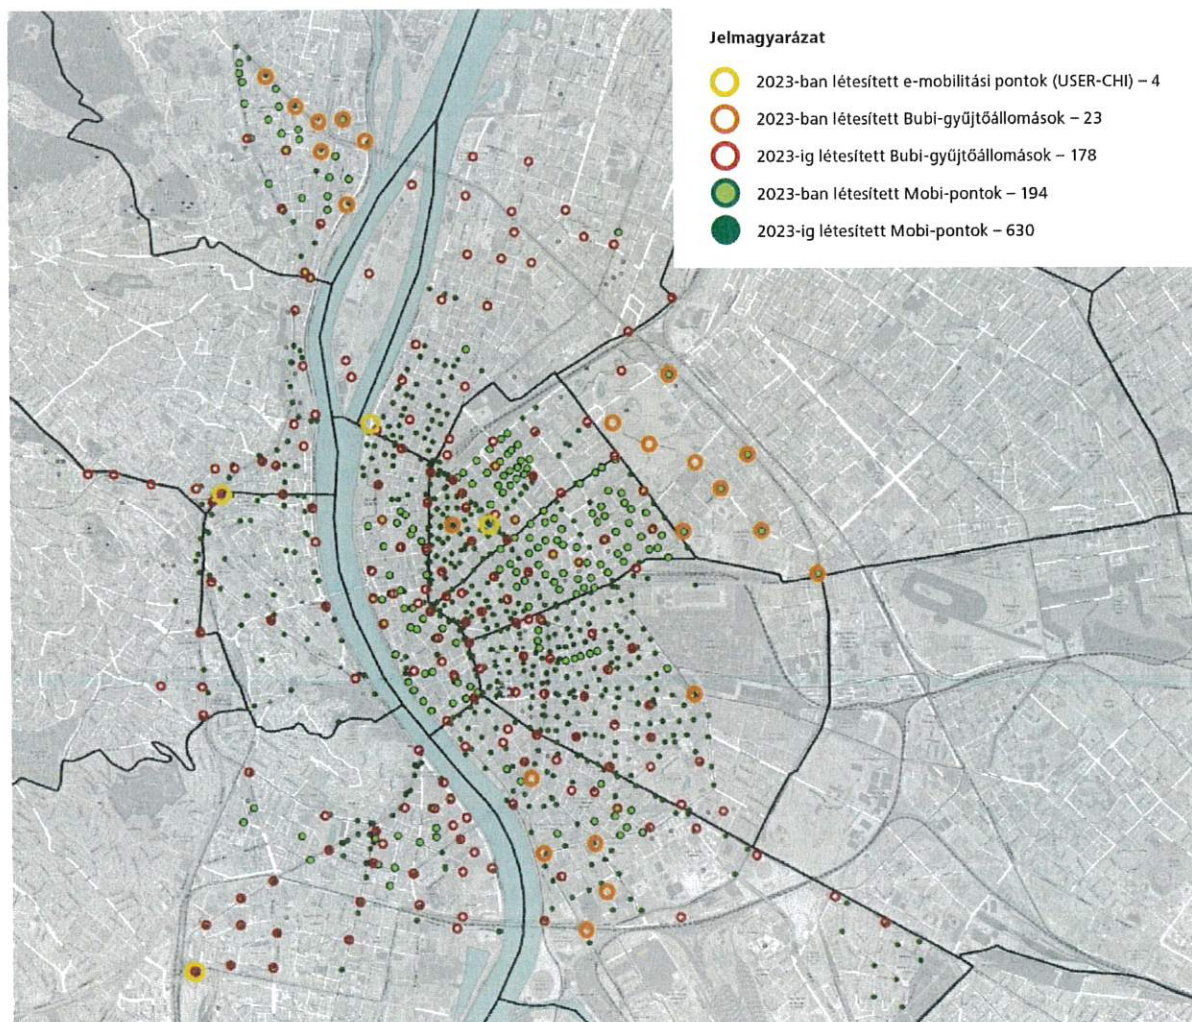 Jelmagyarázat
2023-ban létesített e-mobilitási pontok (USER-CHI) – 4
2023-ban létesített Bubi-gyűjtőállomások – 23
2023-ig létesített Bubi-gyűjtőállomások – 178
2023-ban létesített Mobi-pontok – 194
2023-ig létesített Mobi-pontok – 630